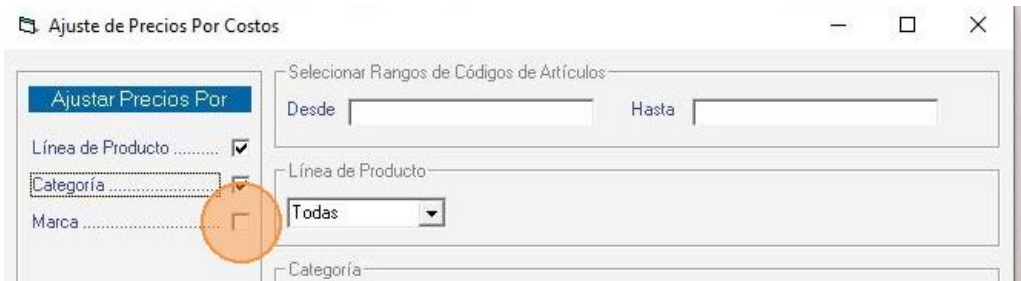 Ajuste de Precios Por Costos
Ajustar Precios Por
Línea de Producto ..........
Categoría ........................
Marca ..............................
Selecionar Rangos de Códigos de Artículos
Desde
Hasta
Línea de Producto
Todas
Categoría